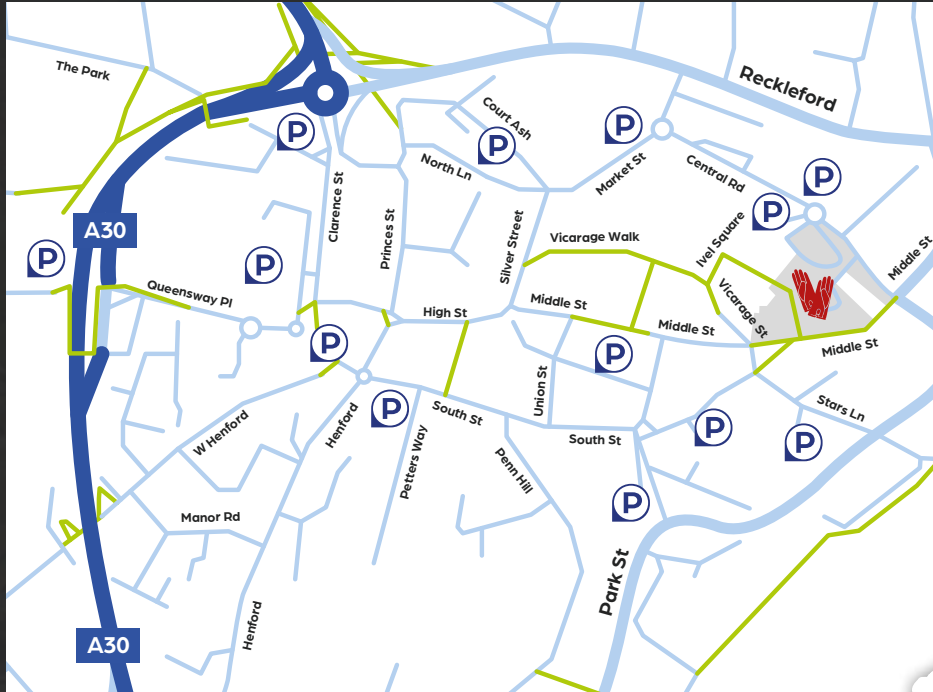 The Park
Reckleford
P
Court Ash
P
P
North Ln
Market St
Central Rd
P
Clarence St
Princes St
Silver Street
Ivel Square
P
Middle St
A30
Vicarage Walk
P
P
Queensway Pl
High St
Middle St
Middle St
Vicarage St
Middle St
P
P
Union St
W Henford
Henford
P
South St
South St
Stars Ln
P
P
Petters Way
Penn Hill
P
Manor Rd
Park St
Henford
A30